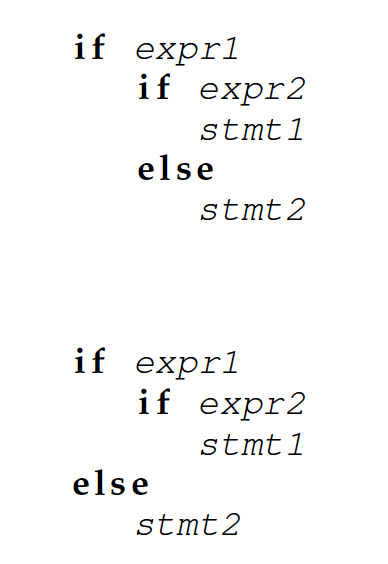 if expr1
if expr2
stmt1
else
stmt2
if expr1
if expr2
stmt1
else
stmt2